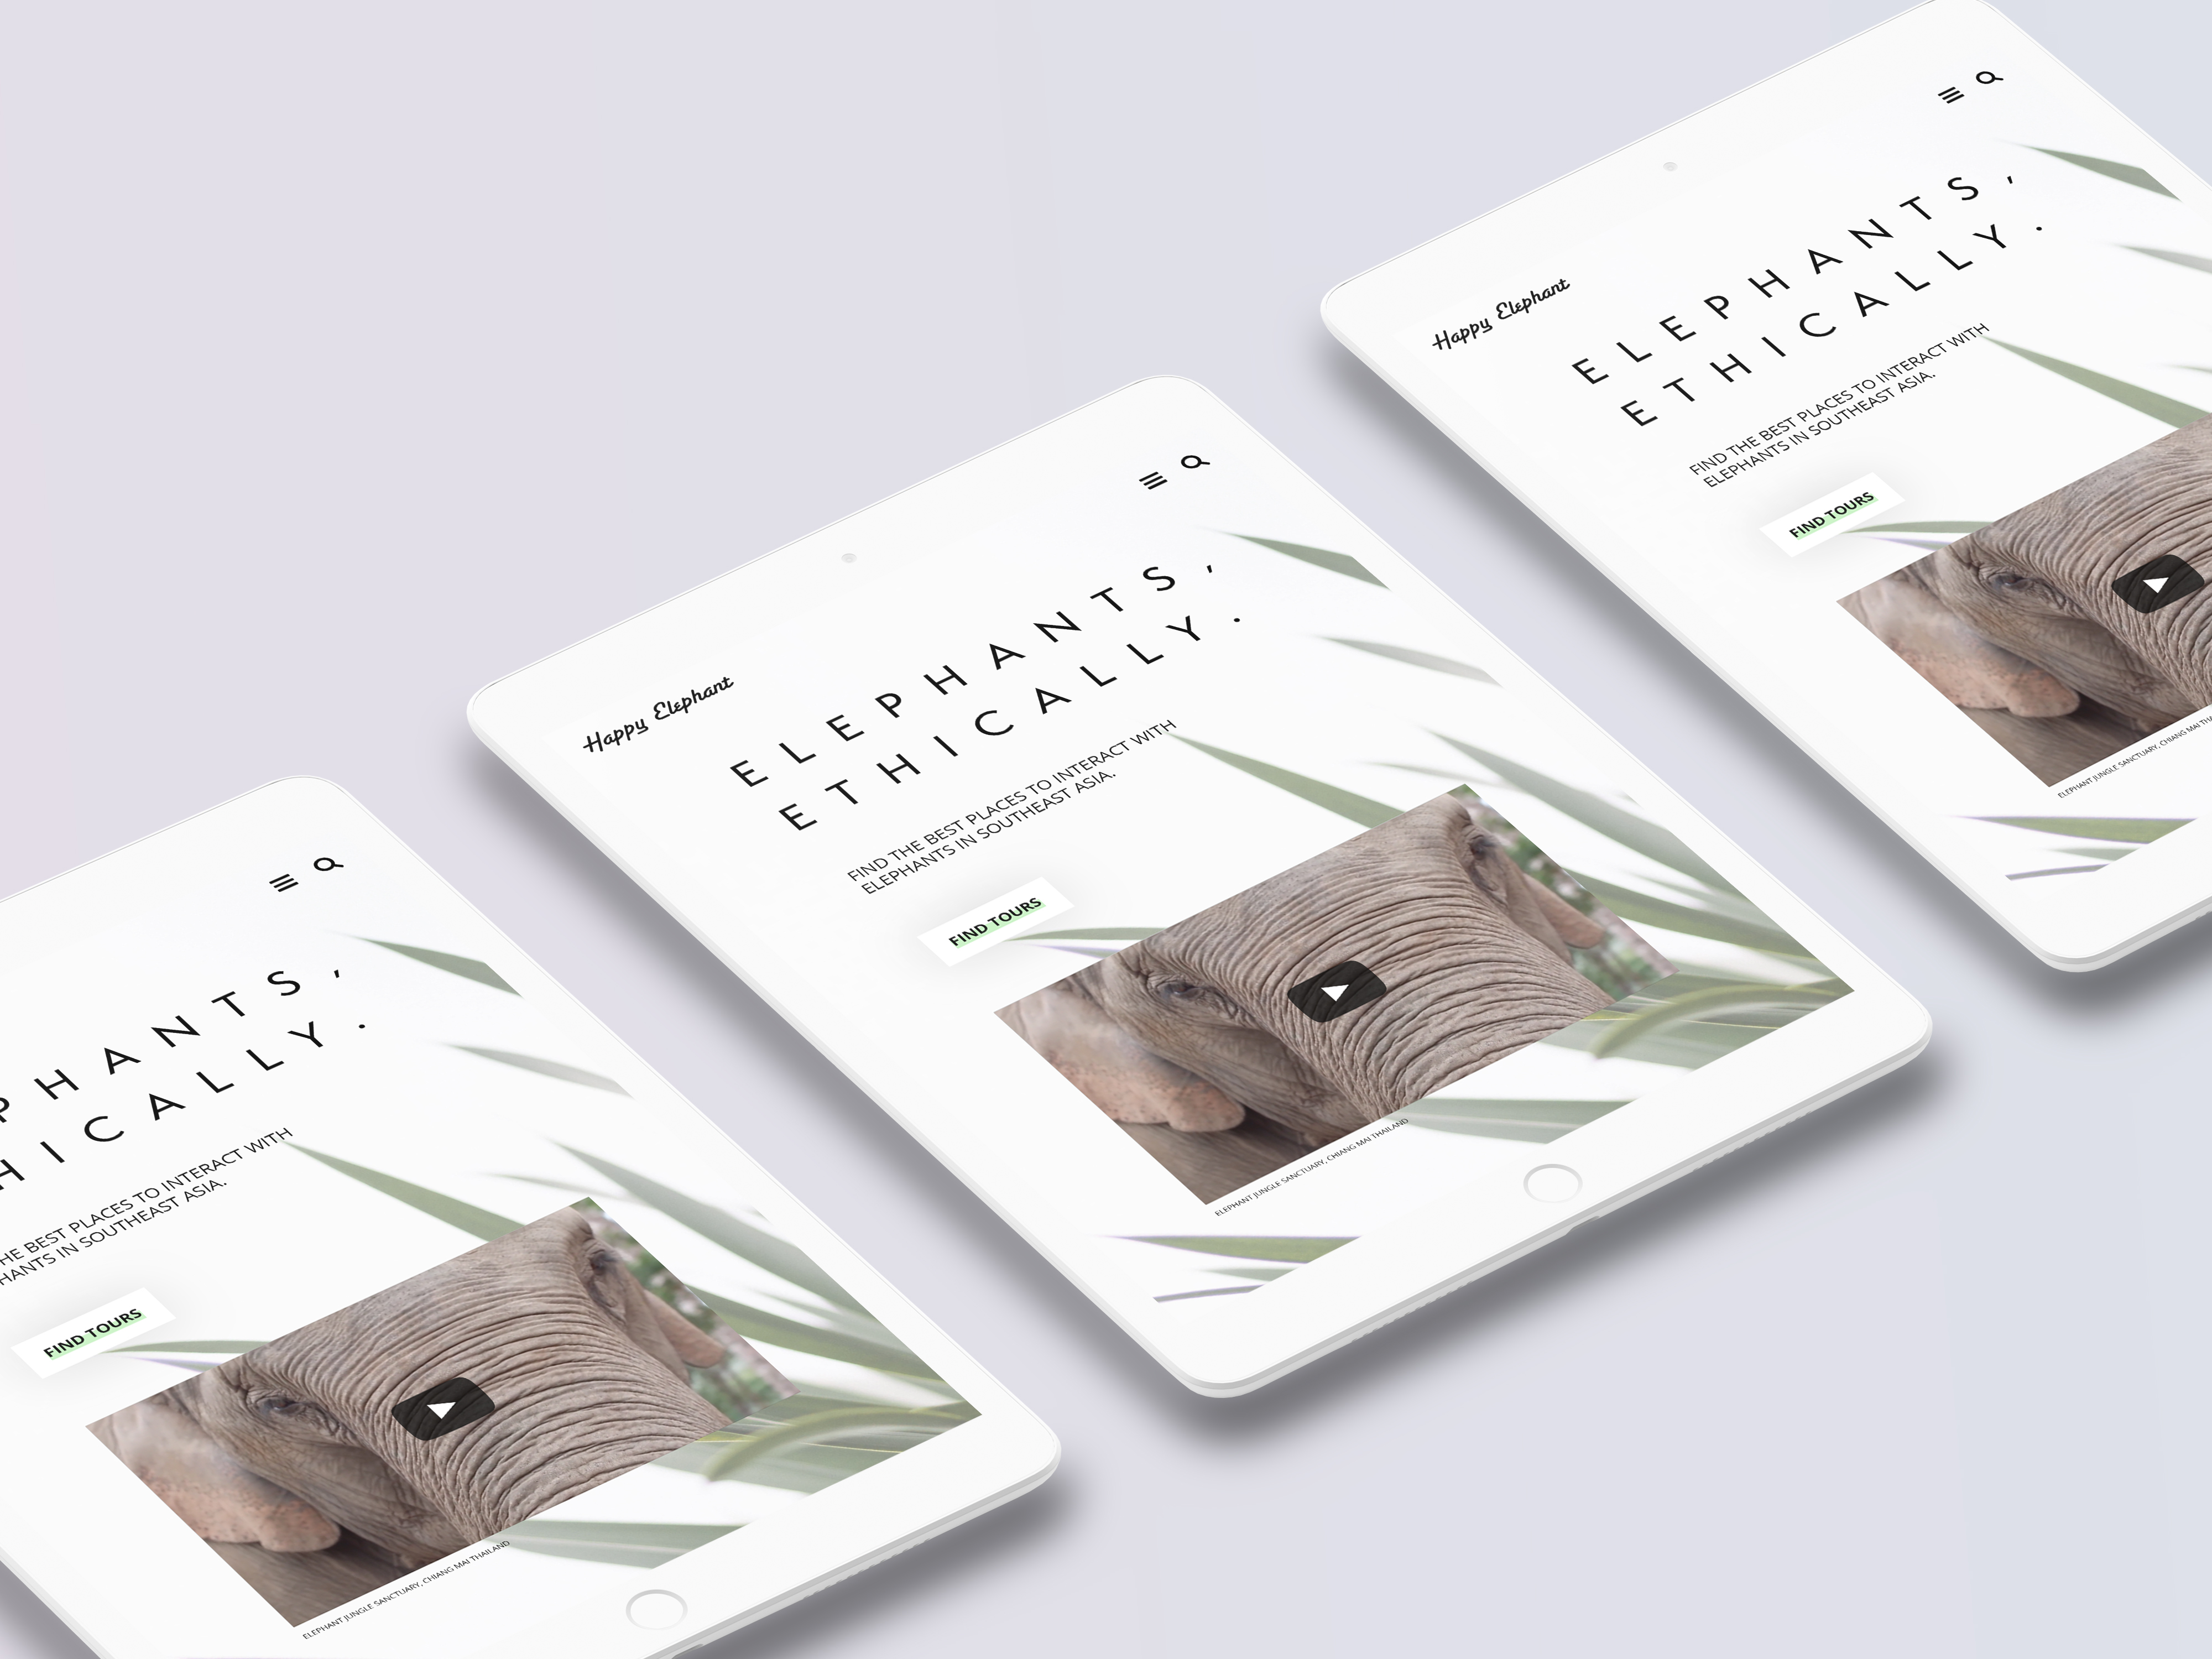 Happy Elephant
ELEPHANTS,
ETHICALLY.
FIND THE BEST PLACES TO INTERACT WITH
ELEPHANTS IN SOUTHEAST ASIA.
FIND TOURS
ELEPHANT JUNGLE SANCTUARY, CHIANG MAI THAILAND
Happy Elephant
ELEPHANTS,
ETHICALLY.
FIND THE BEST PLACES TO INTERACT WITH
ELEPHANTS IN SOUTHEAST ASIA.
FIND TOURS
ELEPHANT JUNGLE SANCTUARY, CHIANG MAI
PHANTS,
HICALLY.
HE BEST PLACES TO INTERACT WITH
HANTS IN SOUTHEAST ASIA.
FIND TOURS
ELEPHANT JUNGLE SANCTUARY, CHIANG MAI THAILAND